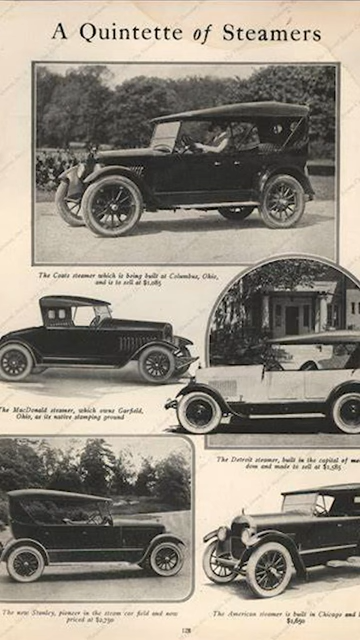 A Quintette of Steamers
The Coats steamer which is being built at Columbus, Ohio,
and is to sell at $1,085
The MacDonald steamer, which owns Garfield,
Ohio, as its native stamping ground
The Detroit steamer, built in the capital of
dom and made to sell at $1,585
The new Stanley, pioneer in the steam car field and now
priced at $2,750
The American steamer is built in Chicago and
$1,650